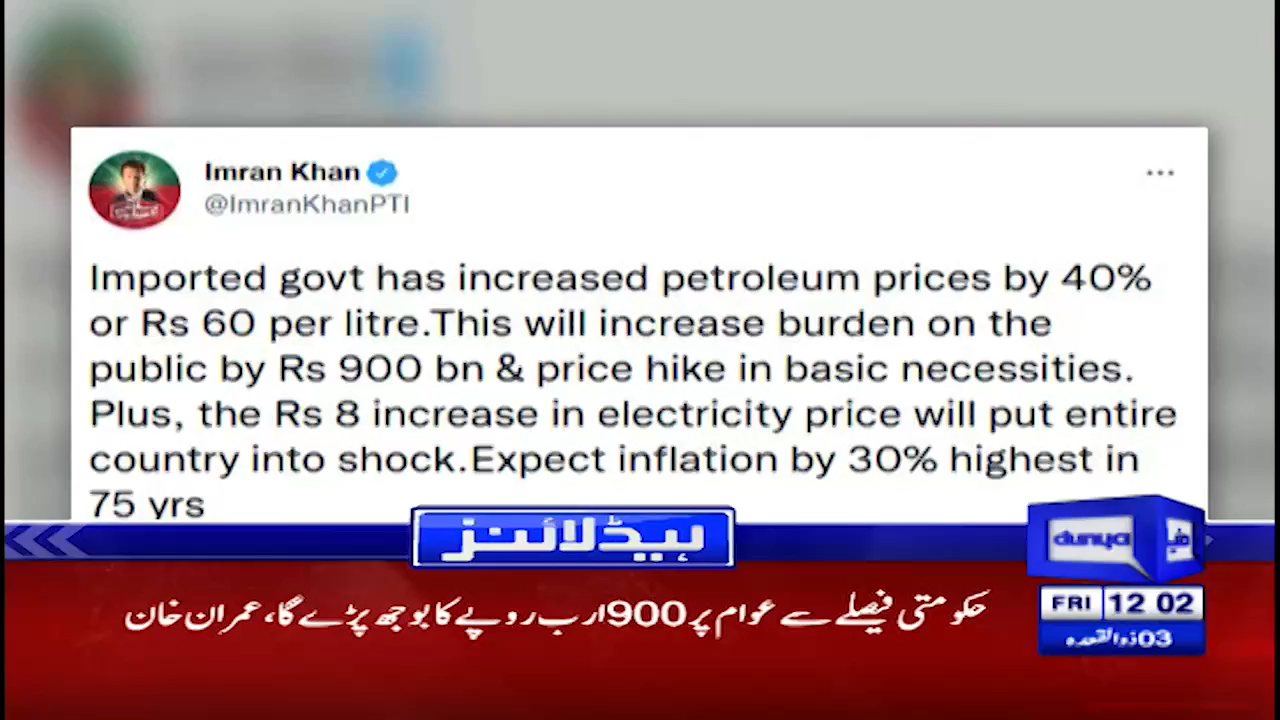 Imran Khan
@ImranKhanPTI
Imported govt has increased petroleum prices by 40%
or Rs 60 per litre.This will increase burden on the
public by Rs 900 bn & price hike in basic necessities.
Plus, the Rs 8 increase in electricity price will put entire
country into shock.Expect inflation by 30% highest in
75 yrs
ہیڈلائنز
dunya دنیا
حکومتی فیصلے سے عوام پر 900 ارب روپے کا بوجھ پڑے گا، عمران خان
FRI 12 02
03 ذوالقعدہ